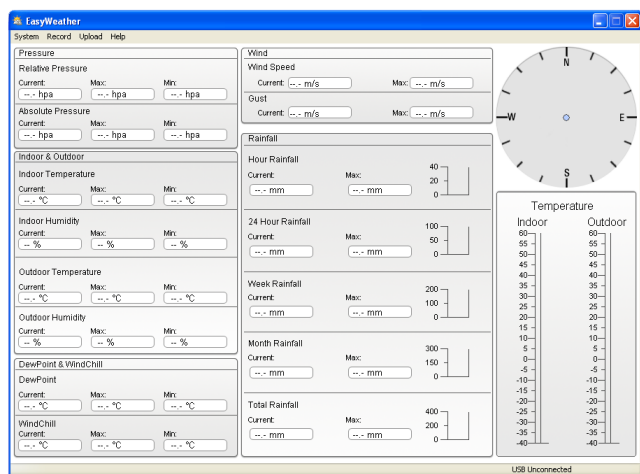 EasyWeather
System Record Upload Help
Pressure
Relative Pressure
Current: Max: Min:
--.- hpa --.- hpa --.- hpa
Absolute Pressure
Current: Max: Min:
--.- hpa --.- hpa --.- hpa
Indoor & Outdoor
Indoor Temperature
Current: Max: Min:
--.- °C --.- °C --.- °C
Indoor Humidity
Current: Max: Min:
-- % -- % -- %
Outdoor Temperature
Current: Max: Min:
--.- °C --.- °C --.- °C
Outdoor Humidity
Current: Max: Min:
-- % -- % -- %
DewPoint & WindChill
DewPoint
Current: Max: Min:
--.- °C --.- °C --.- °C
WindChill
Current: Max: Min:
--.- °C --.- °C --.- °C
Wind
Wind Speed
Current: --.- m/s Max: --.- m/s
Gust
Current: --.- m/s Max: --.- m/s
Rainfall
Hour Rainfall
Current: Max:
--.- mm --.- mm
40
20
0
24 Hour Rainfall
Current: Max:
--.- mm --.- mm
100
50
0
Week Rainfall
Current: Max:
--.- mm --.- mm
200
100
0
Month Rainfall
Current: Max:
--.- mm --.- mm
300
150
0
Total Rainfall
Current: Max:
--.- mm --.- mm
400
200
0
N
W E
S
Temperature
Indoor Outdoor
60 60
55 55
50 50
45 45
40 40
35 35
30 30
25 25
20 20
15 15
10 10
5 5
0 0
-5 -5
-10 -10
-15 -15
-20 -20
-25 -25
-30 -30
-35 -35
-40 -40
USB Unconnected